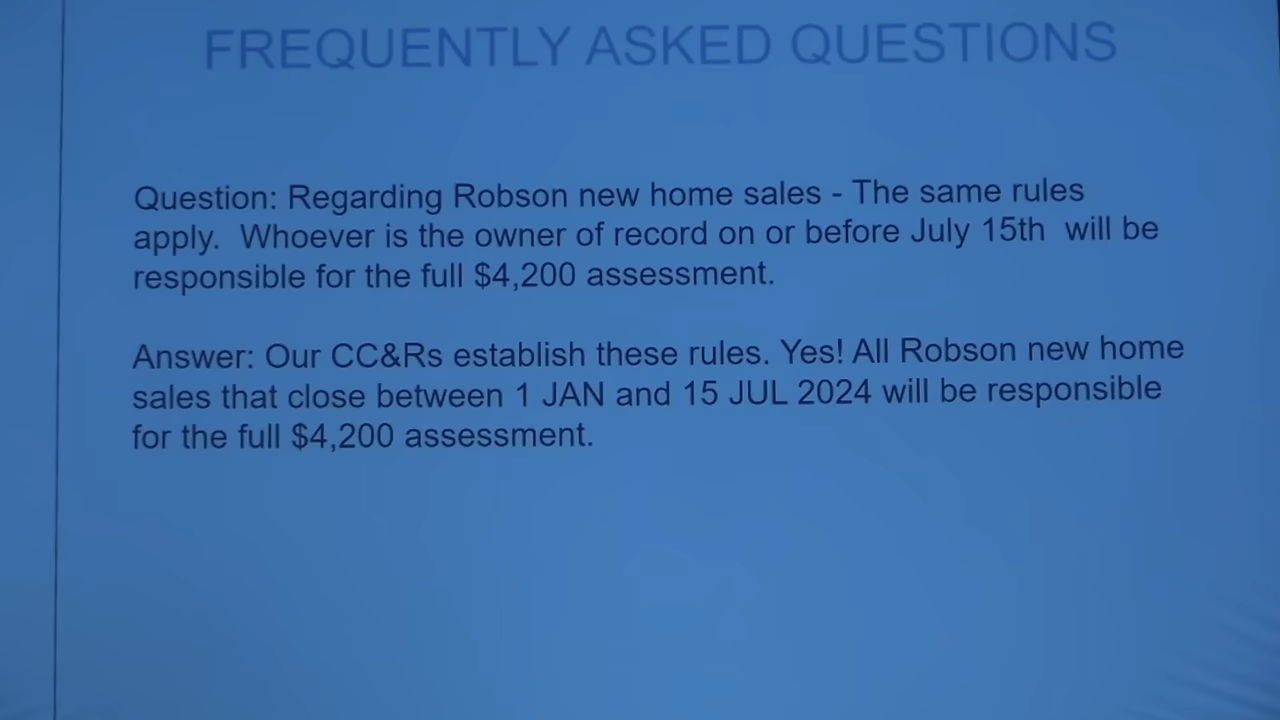 FREQUENTLY ASKED QUESTIONS
Question: Regarding Robson new home sales - The same rules
apply.  Whoever is the owner of record on or before July 15th  will be
responsible for the full $4,200 assessment.
Answer: Our CC&Rs establish these rules. Yes! All Robson new home
sales that close between 1 JAN and 15 JUL 2024 will be responsible
for the full $4,200 assessment.